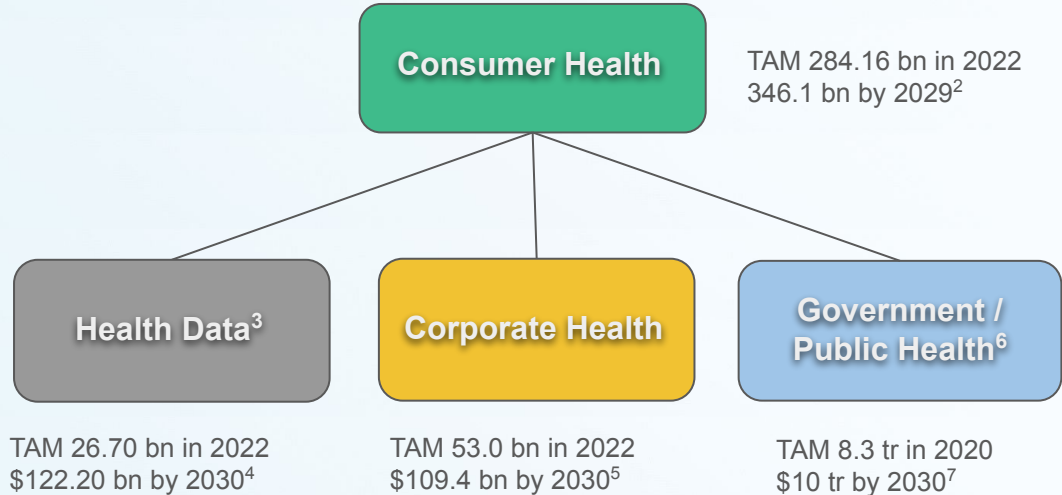 Consumer Health
TAM 284.16 bn in 2022
346.1 bn by 2029²
Health Data³
Corporate Health
Government /
Public Health⁶
TAM 26.70 bn in 2022
$122.20 bn by 2030⁴
TAM 53.0 bn in 2022
$109.4 bn by 2030⁵
TAM 8.3 tr in 2020
$10 tr by 2030⁷